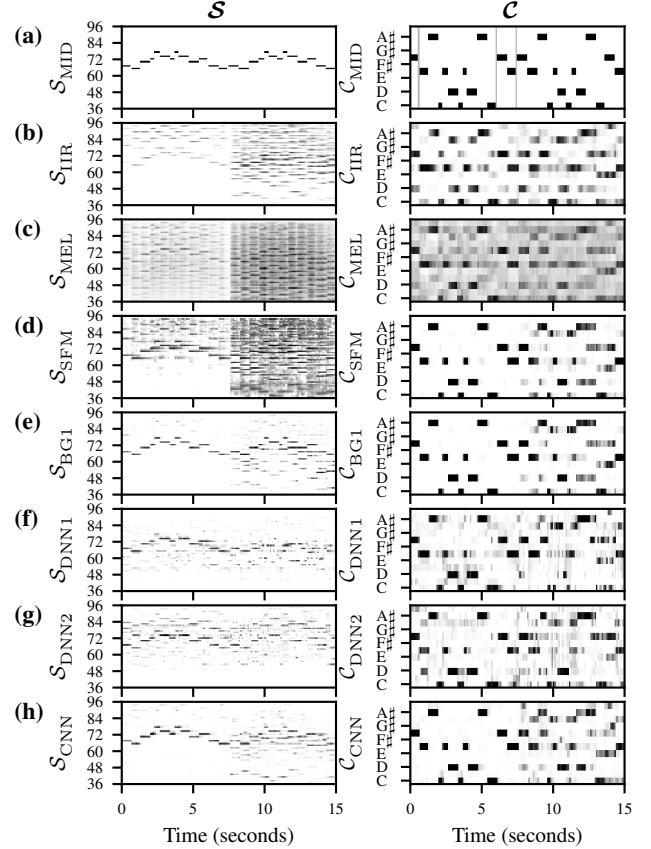 𝓢 𝓒
(a) S_MID 96 84 72 60 48 36 C_MID A♯ G♯ F♯ E D C
(b) S_IIR 96 84 72 60 48 36 C_IIR A♯ G♯ F♯ E D C
(c) S_MEL 96 84 72 60 48 36 C_MEL A♯ G♯ F♯ E D C
(d) S_SFM 96 84 72 60 48 36 C_SFM A♯ G♯ F♯ E D C
(e) S_BG1 96 84 72 60 48 36 C_BG1 A♯ G♯ F♯ E D C
(f) S_DNN1 96 84 72 60 48 36 C_DNN1 A♯ G♯ F♯ E D C
(g) S_DNN2 96 84 72 60 48 36 C_DNN2 A♯ G♯ F♯ E D C
(h) S_CNN 96 84 72 60 48 36 C_CNN A♯ G♯ F♯ E D C
0 5 10 15 0 5 10 15
Time (seconds) Time (seconds)